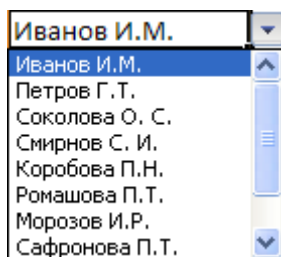 Иванов И.М.
Иванов И.М.
Петров Г.Т.
Соколова О. С.
Смирнов С. И.
Коробова П.Н.
Ромашова П.Т.
Морозов И.Р.
Сафронова П.Т.